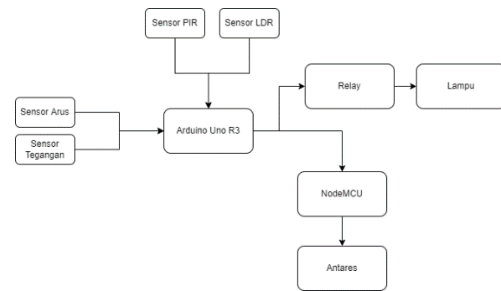 Sensor PIR
Sensor LDR
Relay
Lampu
Sensor Arus
Arduino Uno R3
Sensor
Tegangan
NodeMCU
Antares